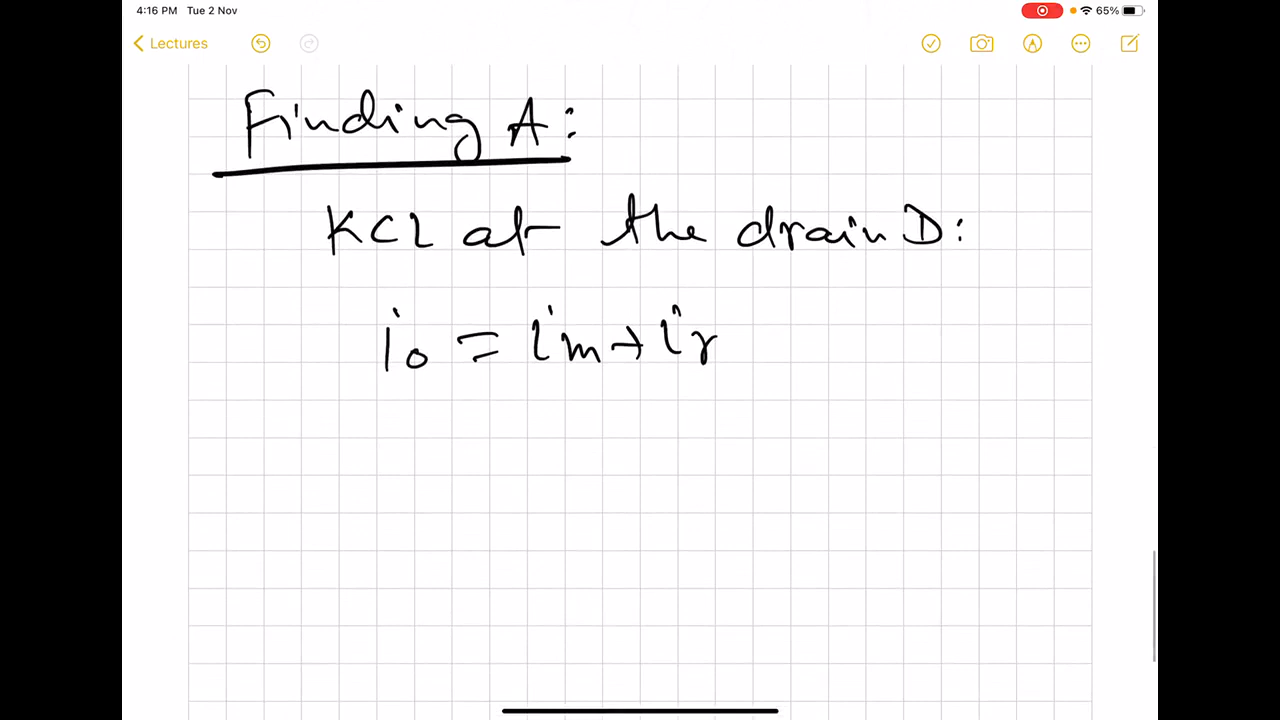 4:16 PM Tue 2 Nov 65%
Lectures
Finding A:
KCL at the drain D:
io = im + ir